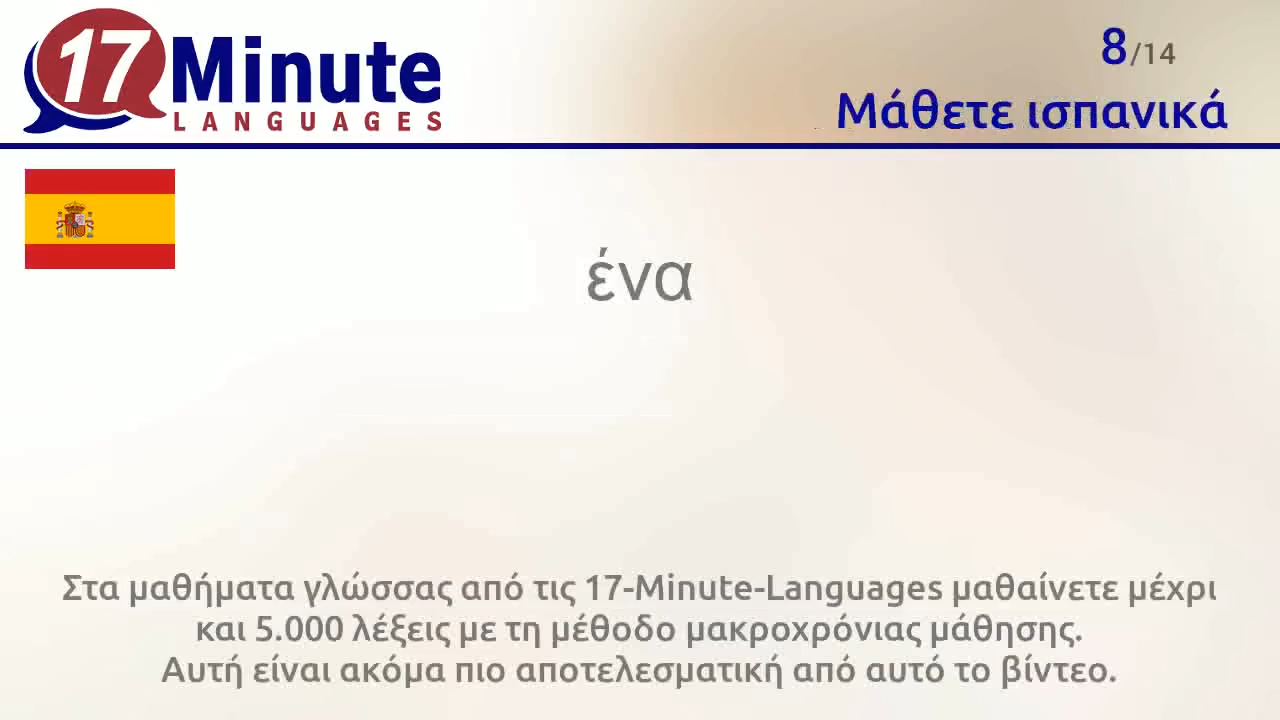 17 Minute
LANGUAGES
8/14
Μάθετε ισπανικά
ένα
Στα μαθήματα γλώσσας από τις 17-Minute-Languages μαθαίνετε μέχρι
και 5.000 λέξεις με τη μέθοδο μακροχρόνιας μάθησης.
Αυτή είναι ακόμα πιο αποτελεσματική από αυτό το βίντεο.